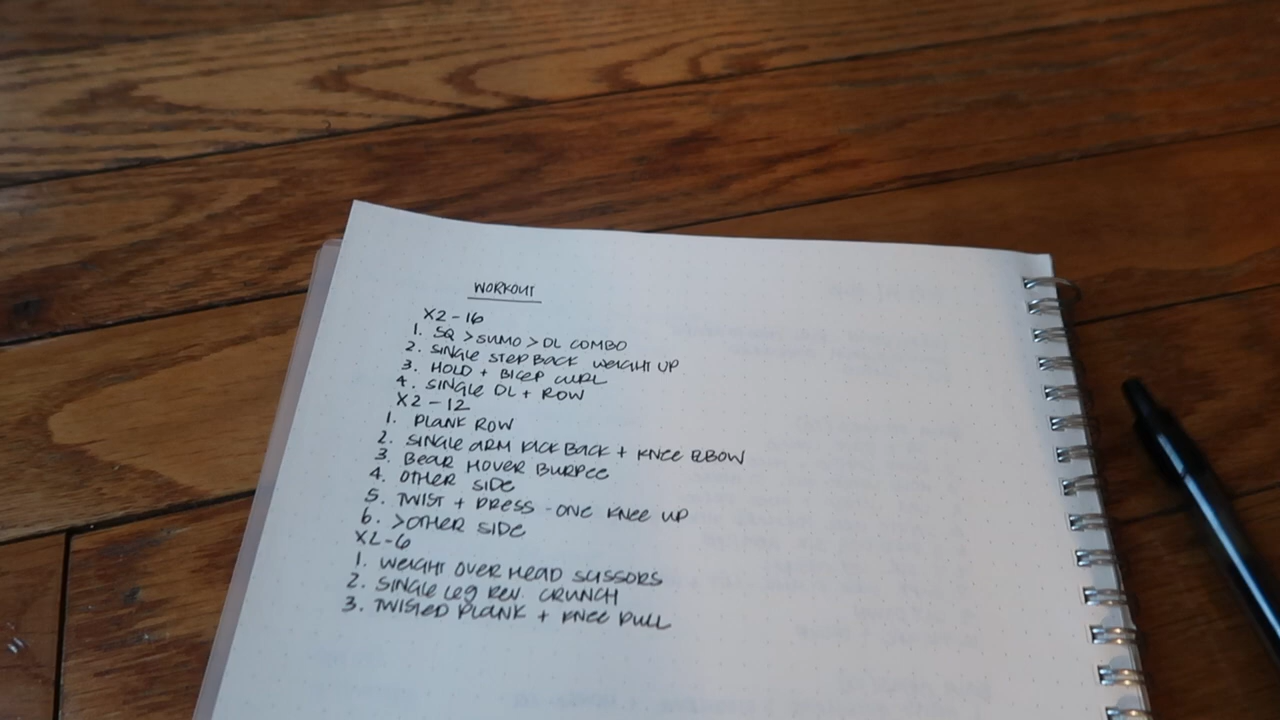 WORKOUT
X2-16
1. SQ > SUMO > DL COMBO
2. SINGLE STEP BACK WEIGHT UP
3. HOLD + BICEP CURL
4. SINGLE DL + ROW
X2-12
1. PLANK ROW
2. SINGLE ARM KICK BACK + KNEE ELBOW
3. BEAR HOVER BURPEE
4. OTHER SIDE
5. TWIST + PRESS - ONE KNEE UP
6. >OTHER SIDE
X2-6
1. WEIGHT OVER HEAD SCISSORS
2. SINGLE LEG REV. CRUNCH
3. TWISTED PLANK + KNEE PULL